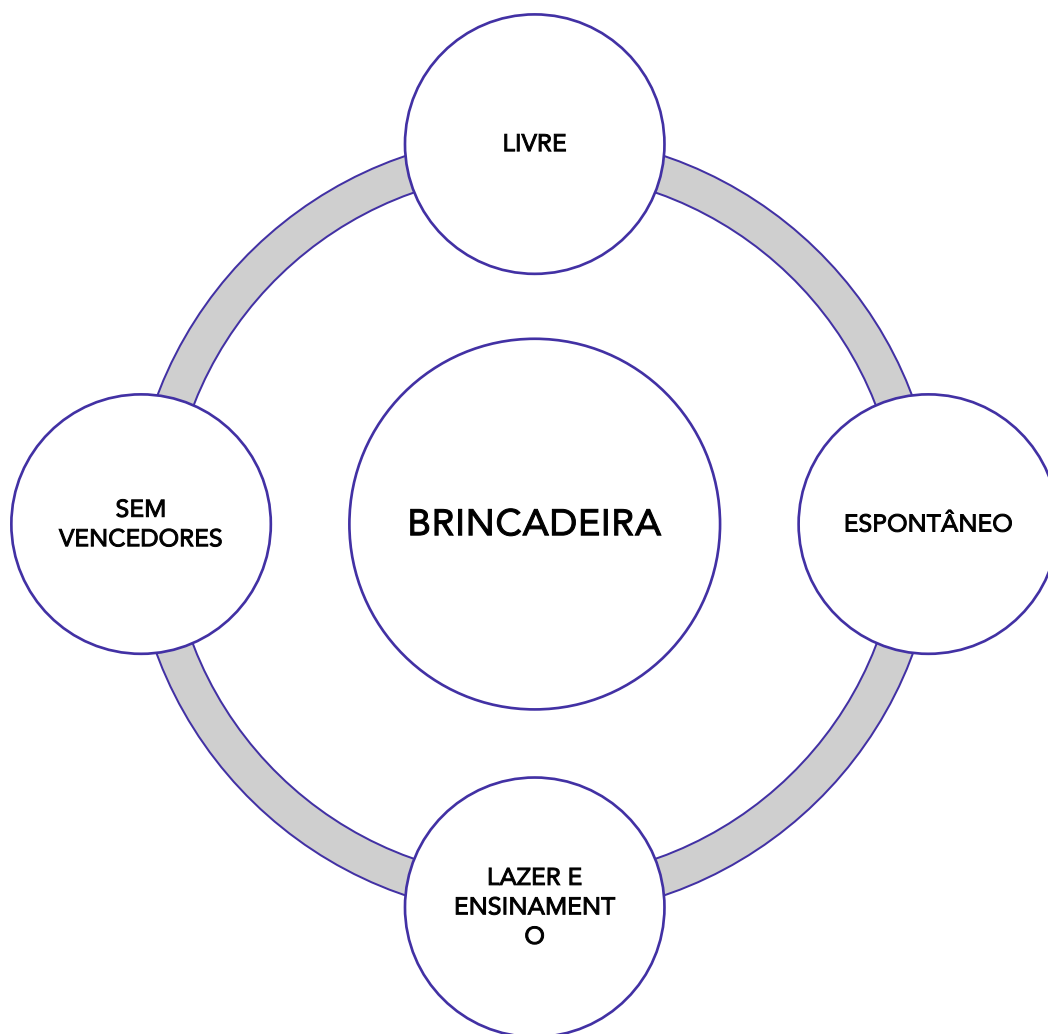 LIVRE
SEM
VENCEDORES
BRINCADEIRA
ESPONTÂNEO
LAZER E
ENSINAMENT
O